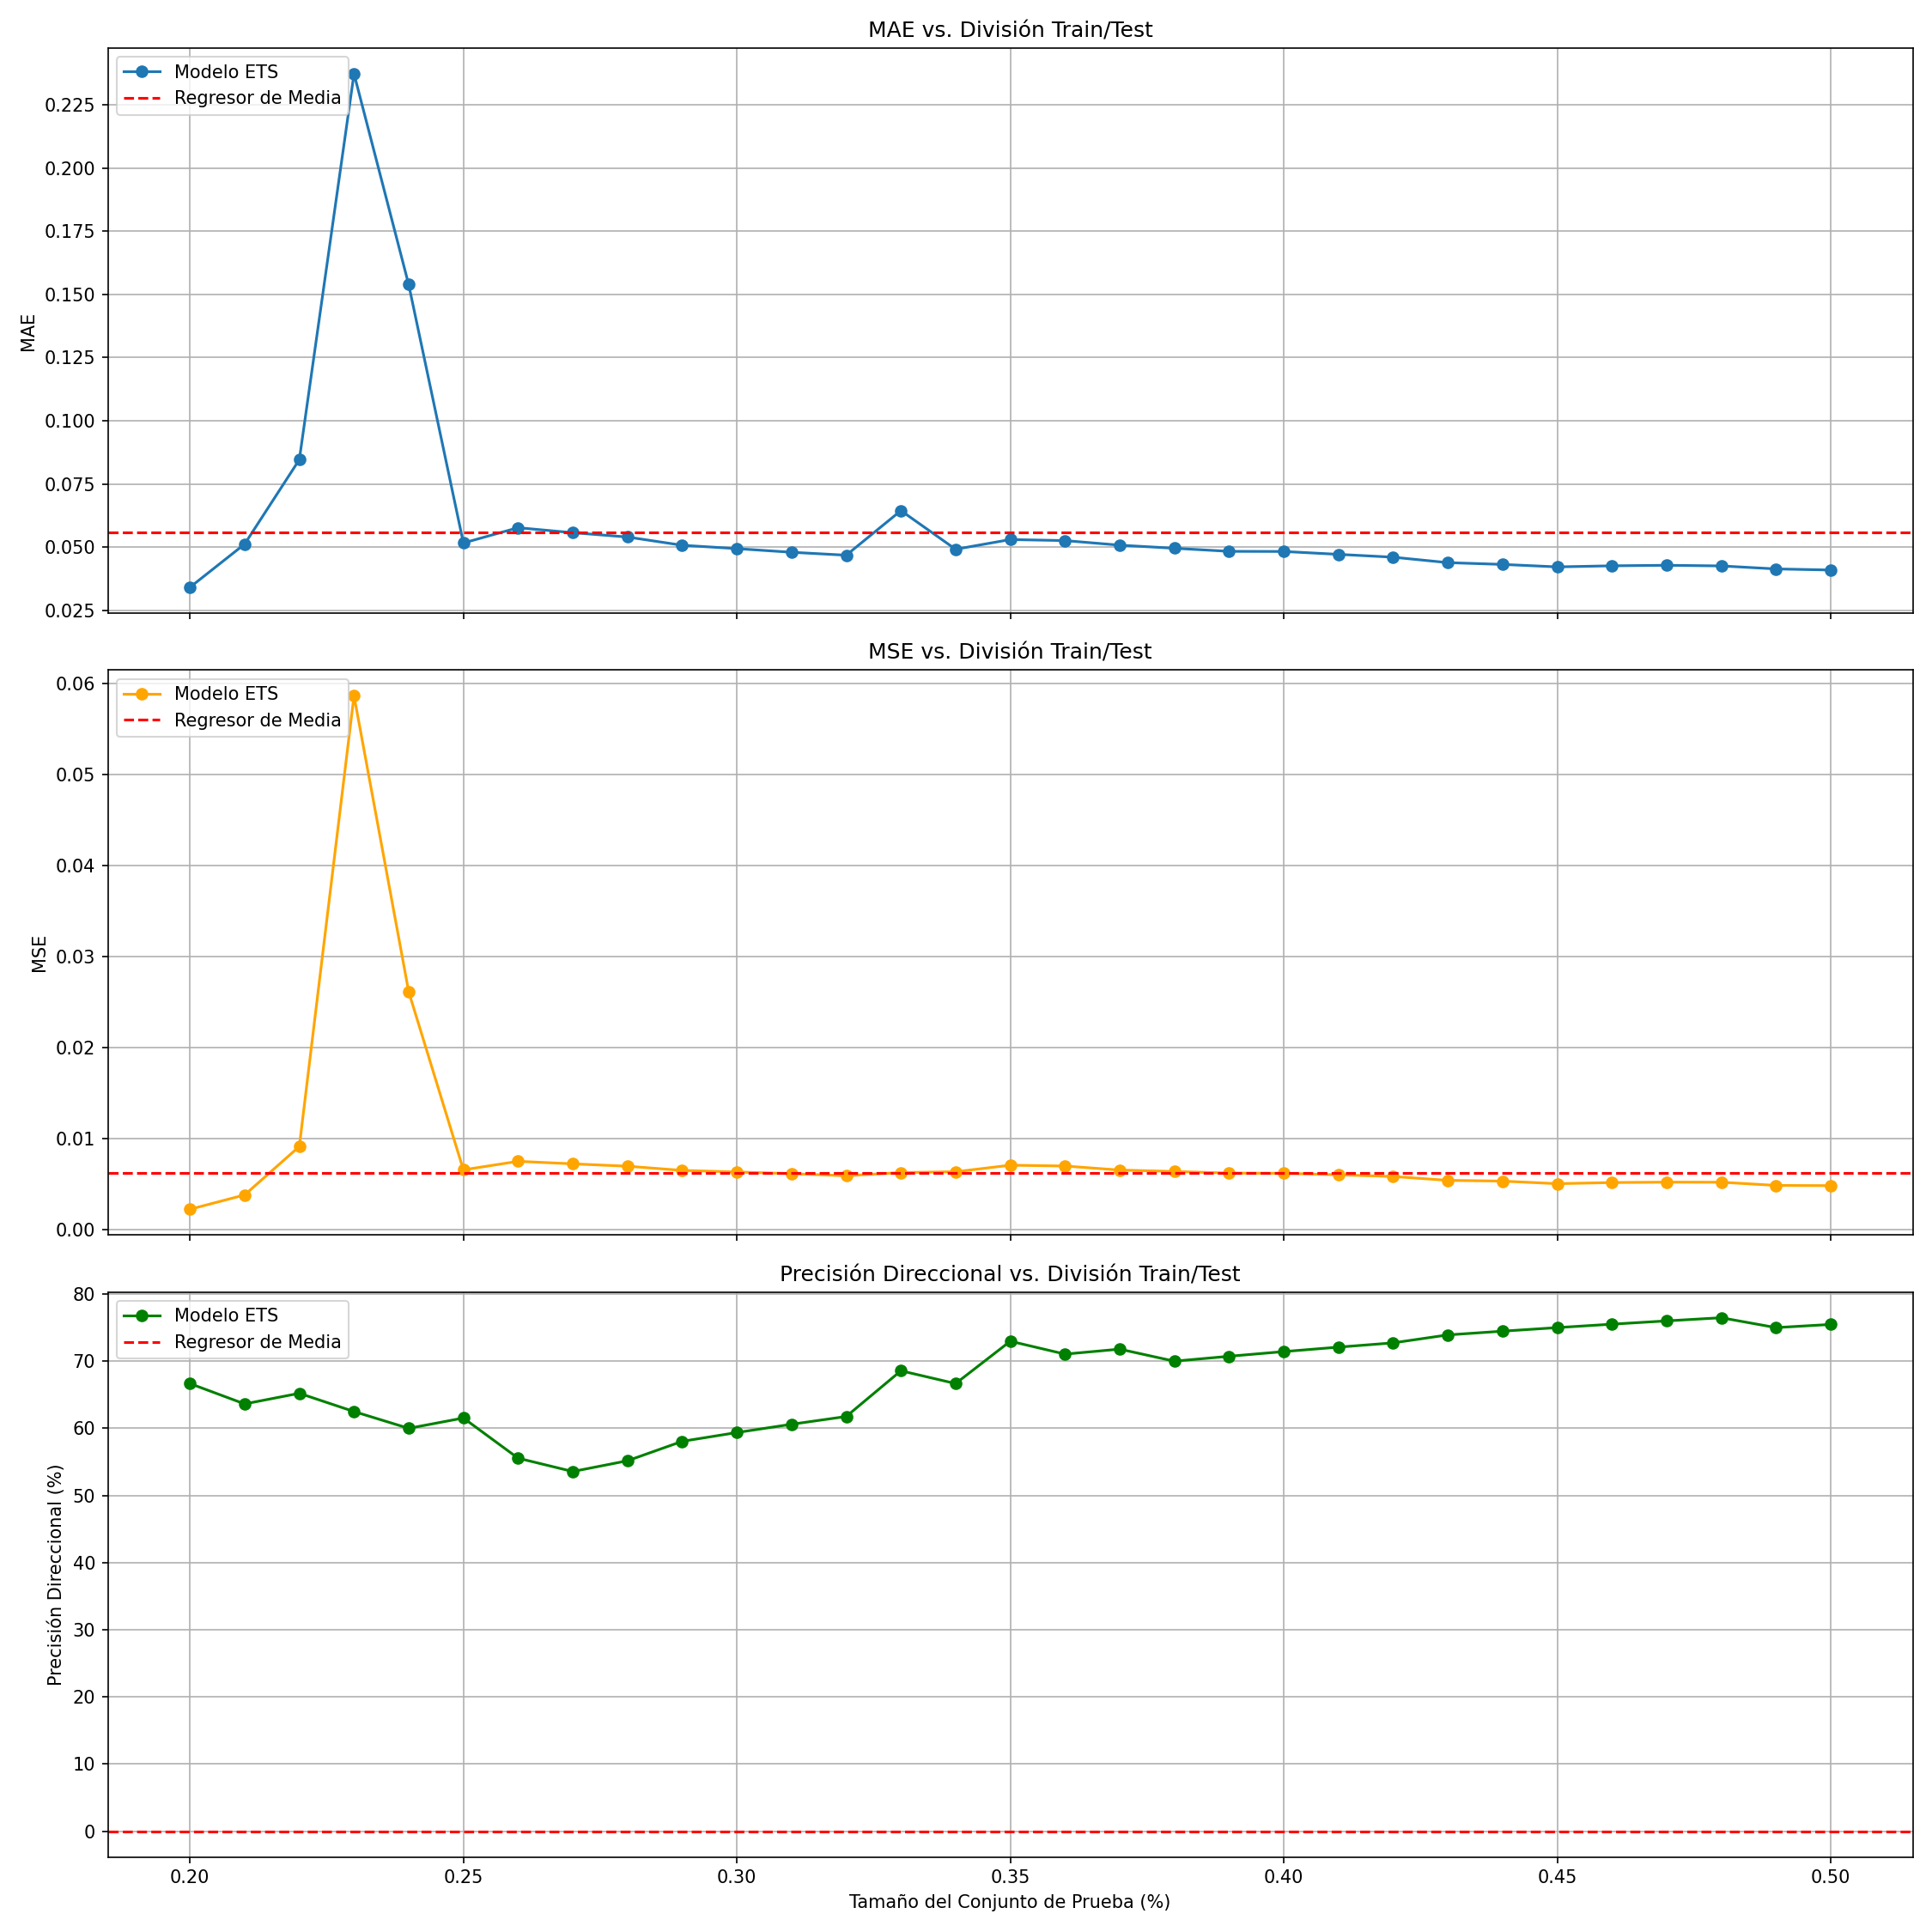 MAE vs. División Train/Test
Modelo ETS
Regresor de Media
0.225
0.200
0.175
0.150
0.125
0.100
0.075
0.050
0.025
MAE
MSE vs. División Train/Test
Modelo ETS
Regresor de Media
0.06
0.05
0.04
0.03
0.02
0.01
0.00
MSE
Precisión Direccional vs. División Train/Test
Modelo ETS
Regresor de Media
80
70
60
50
40
30
20
10
0
Precisión Direccional (%)
0.20 0.25 0.30 0.35 0.40 0.45 0.50
Tamaño del Conjunto de Prueba (%)